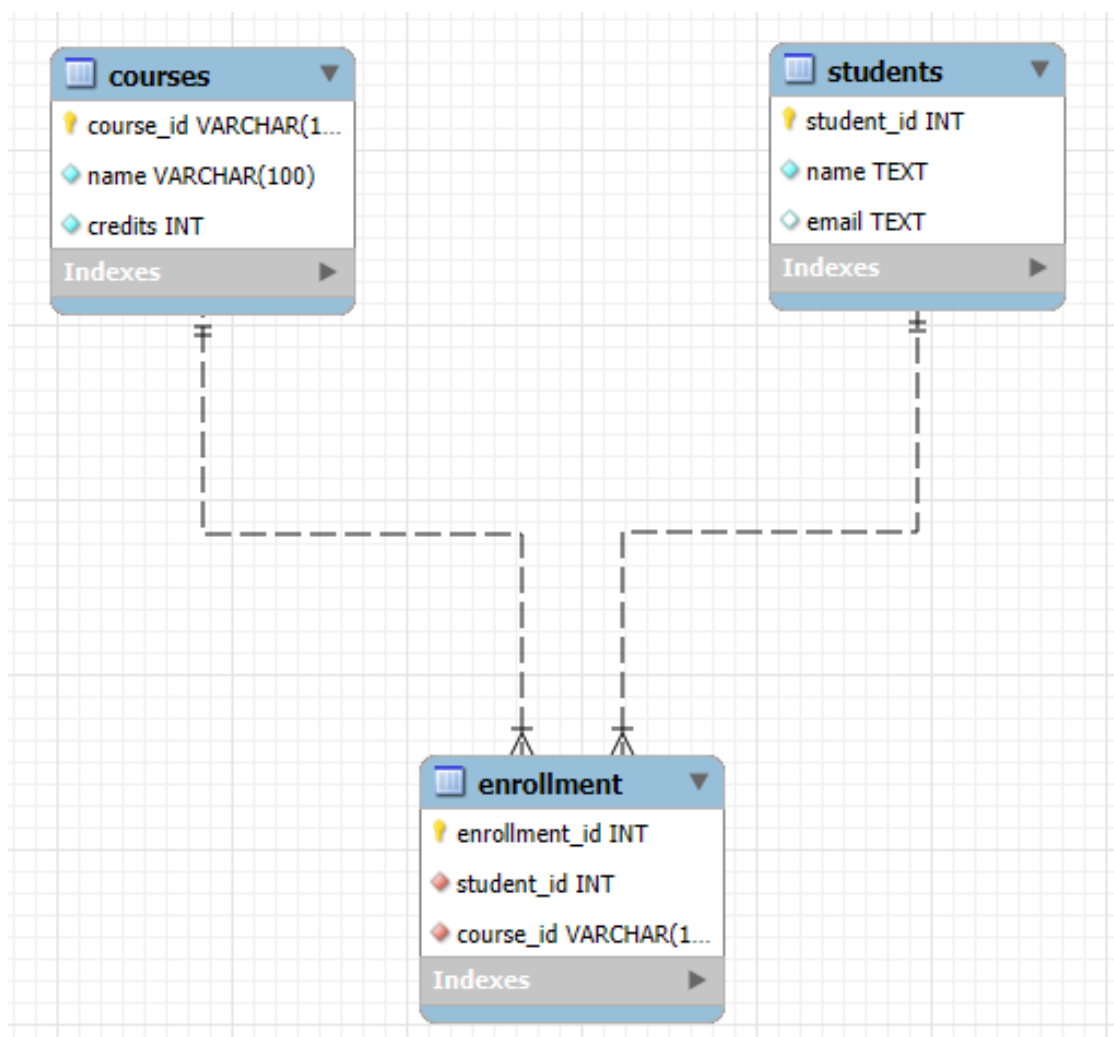 courses
course_id VARCHAR(1...
name VARCHAR(100)
credits INT
Indexes
students
student_id INT
name TEXT
email TEXT
Indexes
enrollment
enrollment_id INT
student_id INT
course_id VARCHAR(1...
Indexes